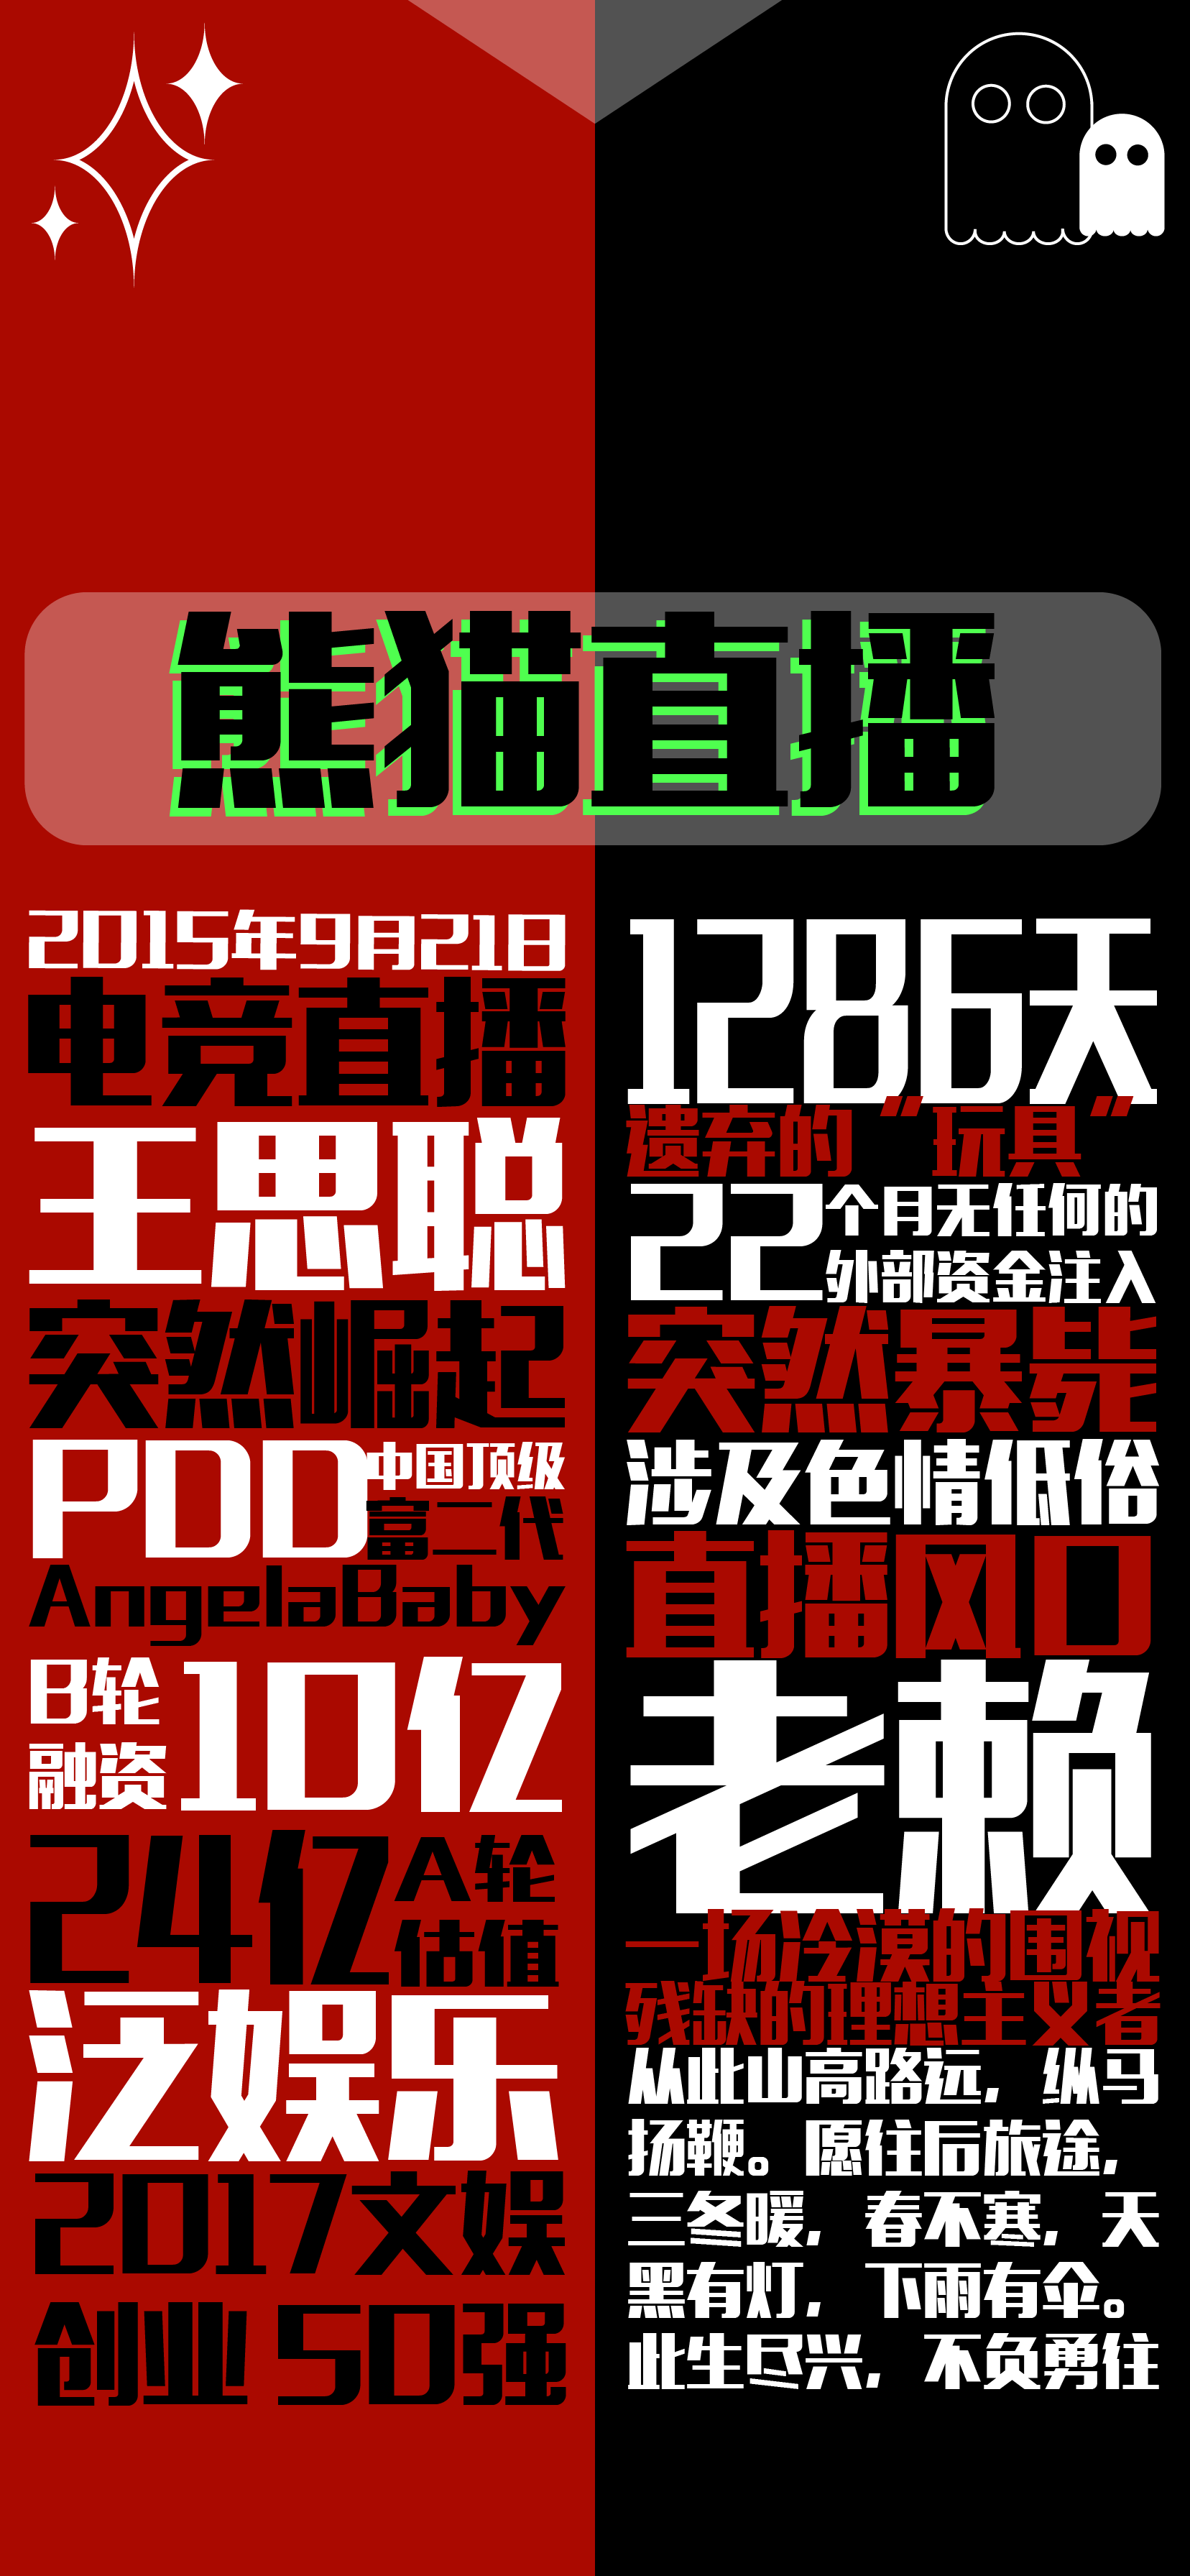 熊猫直播
2015年9月21日
电竞直播
王思聪
突然崛起
PDD
中国顶级
富二代
AngelaBaby
B轮
融资
10亿
24亿
A轮
估值
泛娱乐
2017文娱
创业 50强
1286天
遗弃的“玩具”
22
个月无任何的
外部资金注入
突然暴毙
涉及色情低俗
直播风口
老赖
一场冷漠的围视
残缺的理想主义者
从此山高路远，纵马
扬鞭。愿往后旅途，
三冬暖，春不寒，天
黑有灯，下雨有伞。
此生尽兴，不负勇往